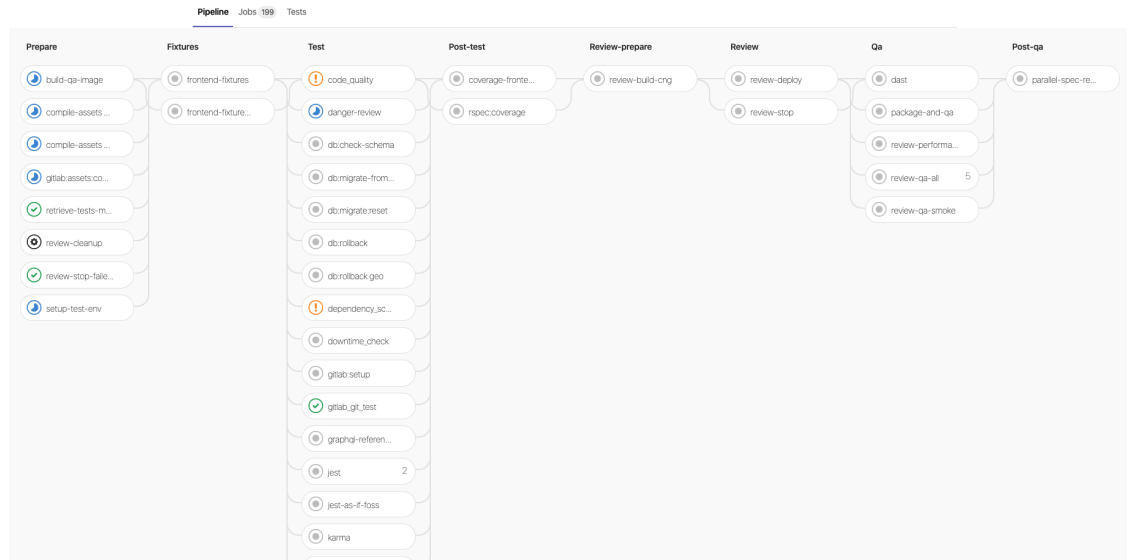 Pipeline Jobs 199 Tests
Prepare
build-qa-image
compile-assets ...
compile-assets ...
gitlab:assets:co...
retrieve-tests-m...
review-cleanup
review-stop-faile...
setup-test-env
Fixtures
frontend-fixtures
frontend-fixture...
Test
code_quality
danger-review
db:check-schema
db:migrate-from...
db:migrate:reset
db:rollback
db:rollback geo
dependency_sc...
downtime_check
gitlab:setup
gitlab_git_test
graphql-referen...
jest 2
jest-as-if-foss
karma
Post-test
coverage-fronte...
rspec:coverage
Review-prepare
review-build-cng
Review
review-deploy
review-stop
Qa
dast
package-and-qa
review-performa...
review-qa-all 5
review-qa-smoke
Post-qa
parallel-spec-re...